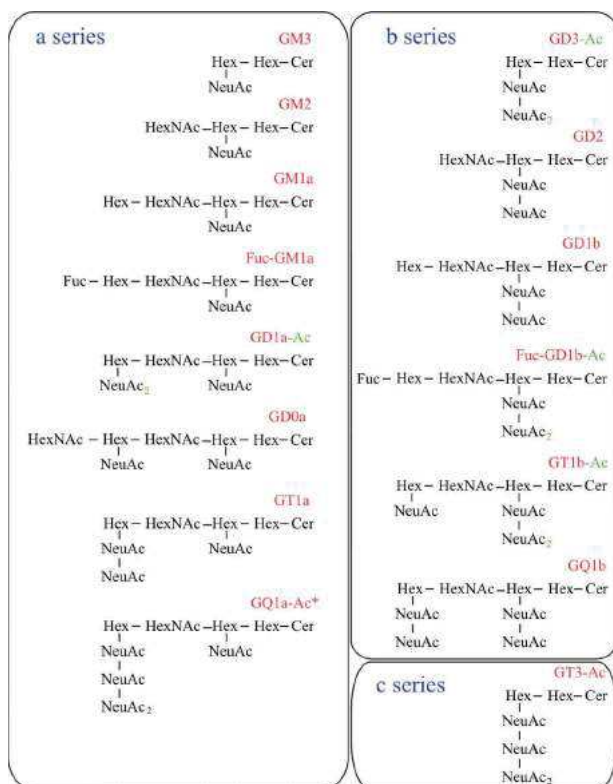 a series
GM3
Hex – Hex – Cer
NeuAc
GM2
HexNAc – Hex – Hex – Cer
NeuAc
GM1a
Hex – HexNAc – Hex – Hex – Cer
NeuAc
Fuc-GM1a
Fuc – Hex – HexNAc – Hex – Hex – Cer
NeuAc
GD1a-Ac
Hex – HexNAc – Hex – Hex – Cer
NeuAc₂ NeuAc
GD0a
HexNAc – Hex – HexNAc – Hex – Hex – Cer
NeuAc NeuAc
GT1a
Hex – HexNAc – Hex – Hex – Cer
NeuAc NeuAc
NeuAc
GQ1a-Ac*
Hex – HexNAc – Hex – Hex – Cer
NeuAc NeuAc
NeuAc
NeuAc₂
b series
GD3-Ac
Hex – Hex – Cer
NeuAc
NeuAc₂
GD2
HexNAc – Hex – Hex – Cer
NeuAc
NeuAc
GD1b
Hex – HexNAc – Hex – Hex – Cer
NeuAc
NeuAc
Fuc-GD1b-Ac
Fuc – Hex – HexNAc – Hex – Hex – Cer
NeuAc
NeuAc₂
GT1b-Ac
Hex – HexNAc – Hex – Hex – Cer
NeuAc NeuAc
NeuAc₂
GQ1b
Hex – HexNAc – Hex – Hex – Cer
NeuAc NeuAc
NeuAc NeuAc
c series
GT3-Ac
Hex – Hex – Cer
NeuAc
NeuAc
NeuAc₂